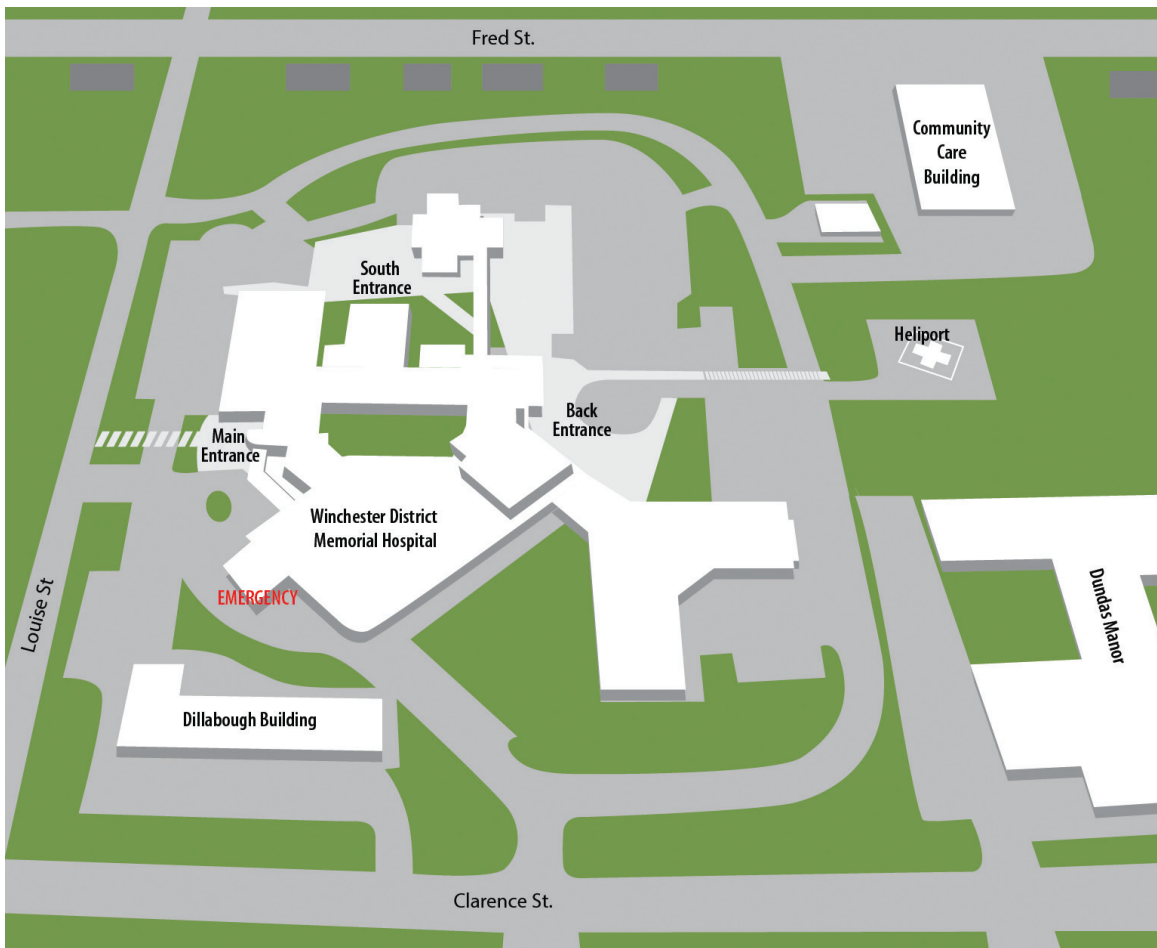 Fred St.
Community
Care
Building
South
Entrance
Heliport
Main
Entrance
Back
Entrance
Winchester District
Memorial Hospital
EMERGENCY
Louise St
Dundas Manor
Dillabough Building
Clarence St.